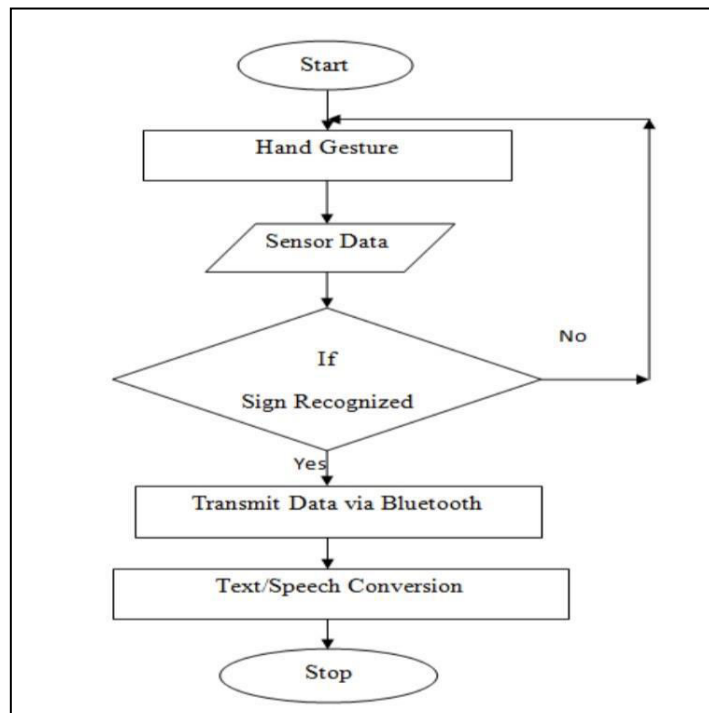 Start
Hand Gesture
Sensor Data
No
If
Sign Recognized
Yes
Transmit Data via Bluetooth
Text/Speech Conversion
Stop